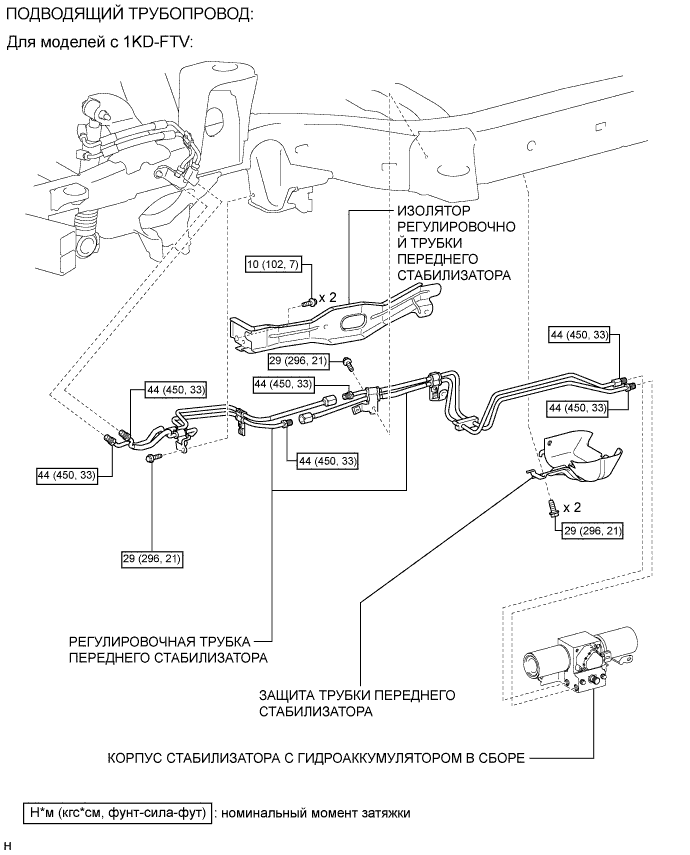 ПОДВОДЯЩИЙ ТРУБОПРОВОД:
Для моделей с 1KD-FTV:
ИЗОЛЯТОР
РЕГУЛИРОВОЧНО
Й ТРУБКИ
ПЕРЕДНЕГО
СТАБИЛИЗАТОРА
10 (102, 7)
x 2
29 (296, 21)
44 (450, 33)
44 (450, 33)
44 (450, 33)
44 (450, 33)
44 (450, 33)
44 (450, 33)
x 2
29 (296, 21)
29 (296, 21)
РЕГУЛИРОВОЧНАЯ ТРУБКА
ПЕРЕДНЕГО СТАБИЛИЗАТОРА
ЗАЩИТА ТРУБКИ ПЕРЕДНЕГО
СТАБИЛИЗАТОРА
КОРПУС СТАБИЛИЗАТОРА С ГИДРОАККУМУЛЯТОРОМ В СБОРЕ
Н*м (кгс*см, фунт-сила-фут) : номинальный момент затяжки
H